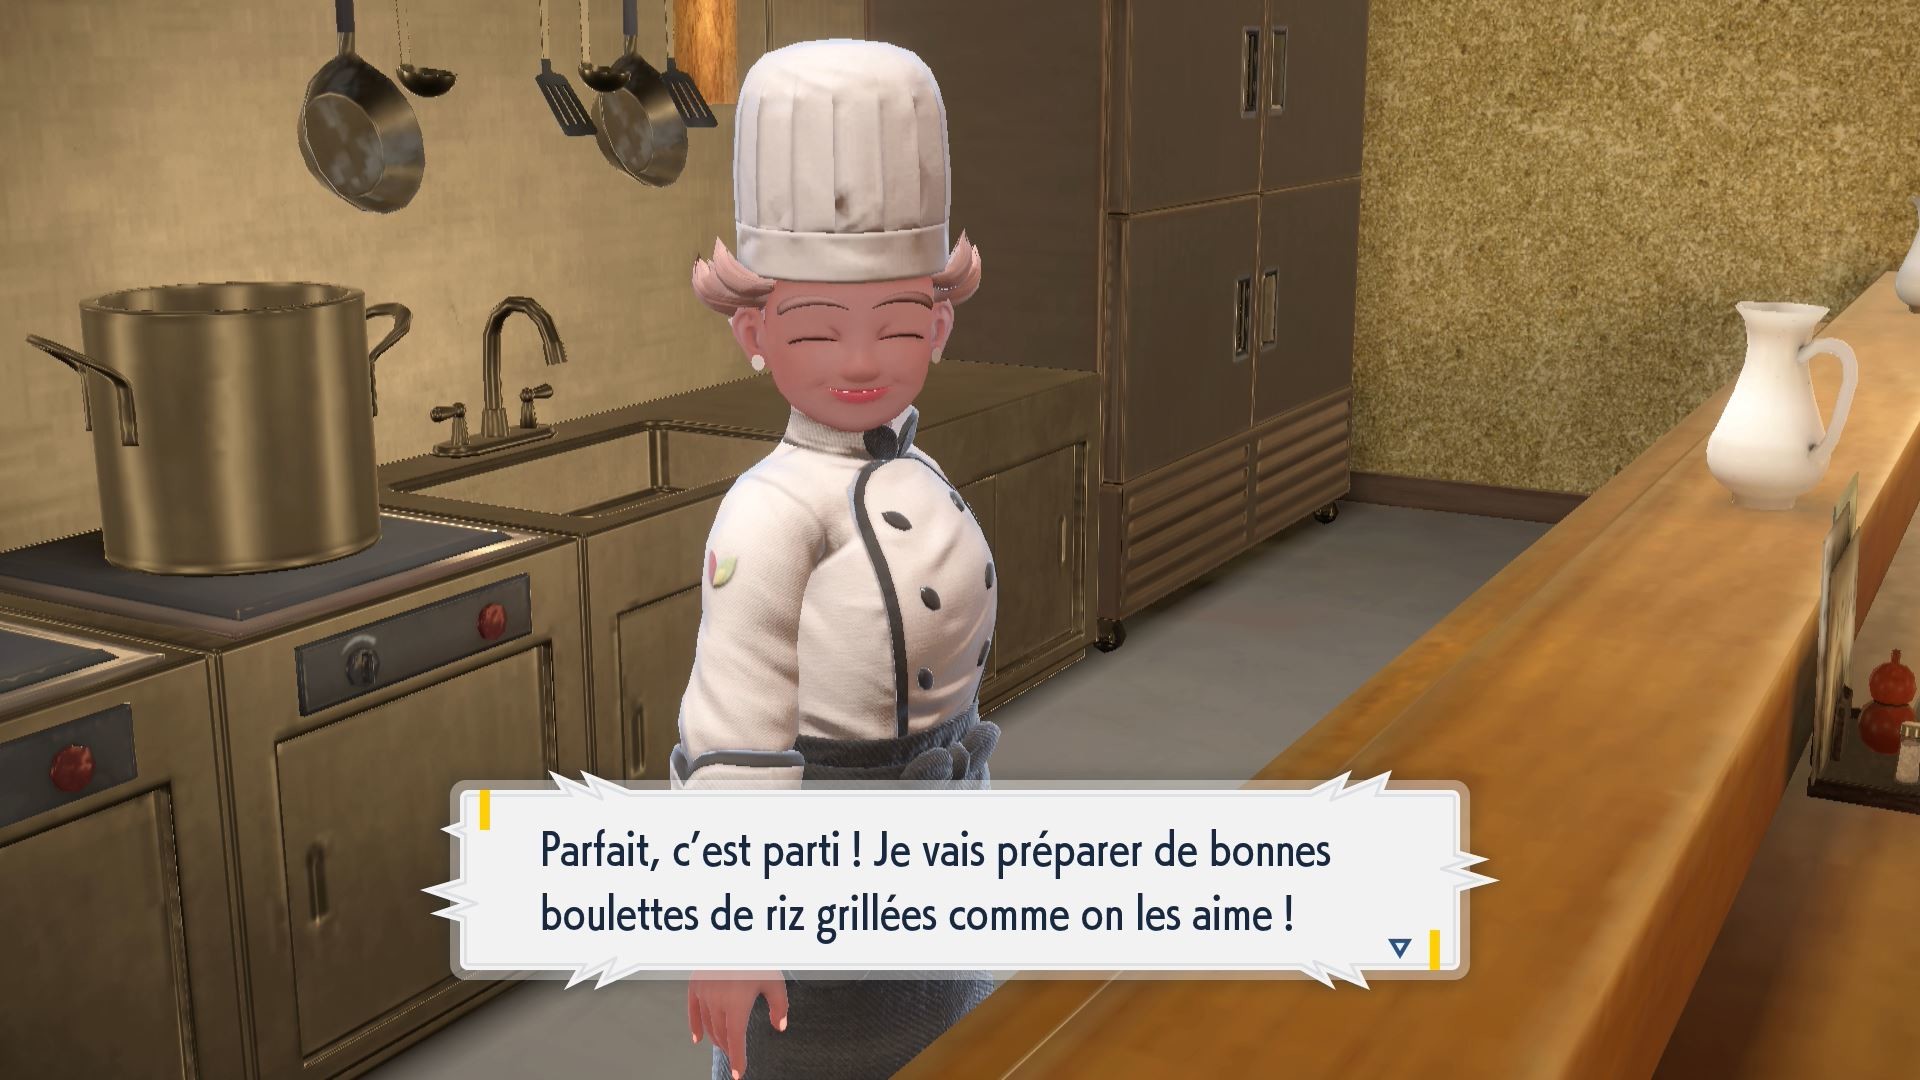 Parfait, c’est parti ! Je vais préparer de bonnes
boulettes de riz grillées comme on les aime !